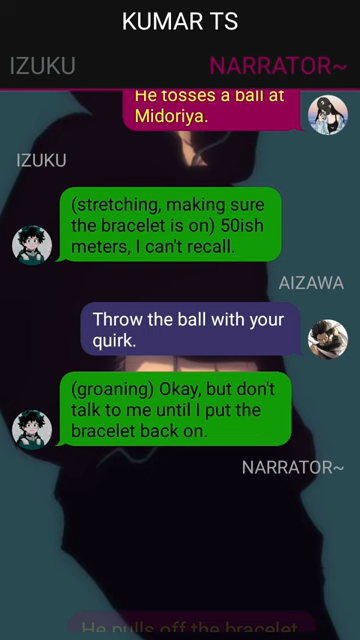 KUMAR TS
IZUKU
NARRATOR~
He tosses a ball at
Midoriya.
IZUKU
(stretching, making sure
the bracelet is on) 50ish
meters, I can't recall.
AIZAWA
Throw the ball with your
quirk.
(groaning) Okay, but don't
talk to me until I put the
bracelet back on.
NARRATOR~
He pulls off the bracelet